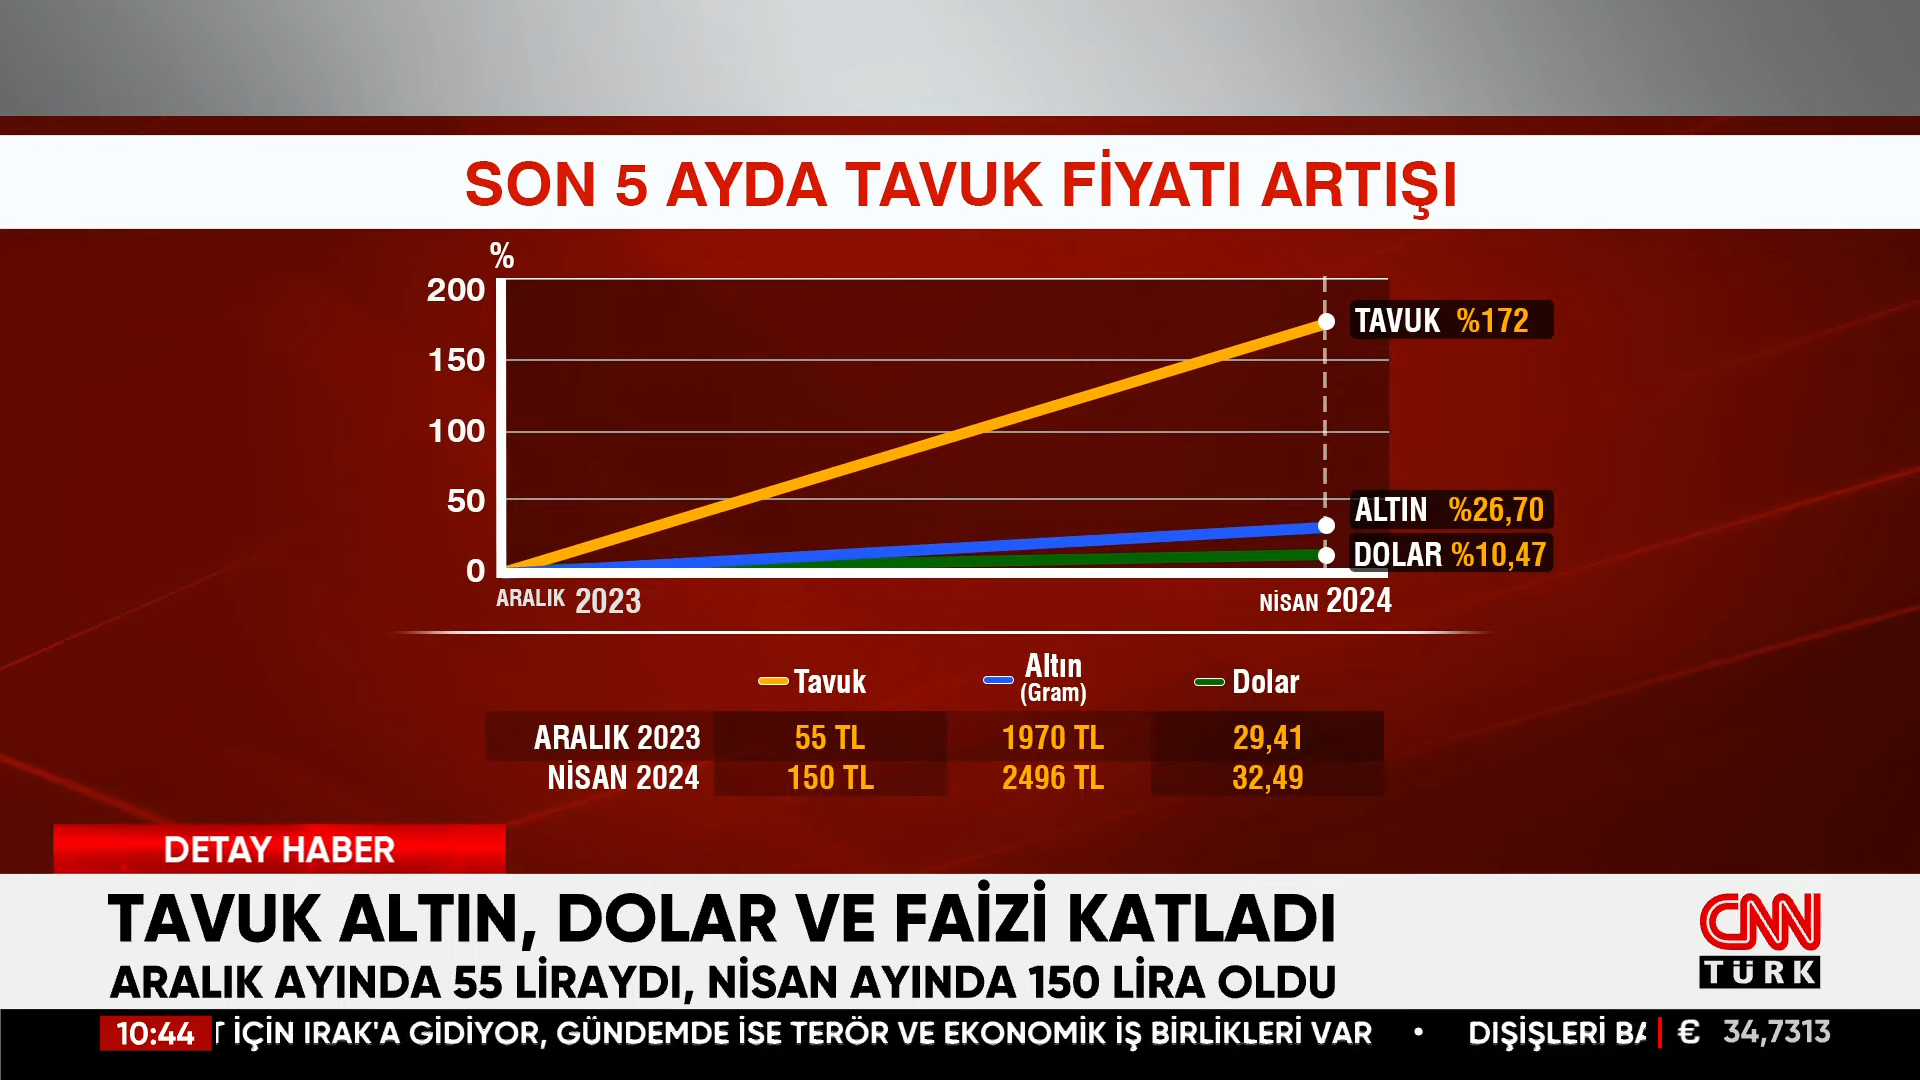 SON 5 AYDA TAVUK FİYATI ARTIŞI
%
200
150
100
50
0
TAVUK %172
ALTIN %26,70
DOLAR %10,47
ARALIK 2023
NİSAN 2024
Tavuk
Altın
(Gram)
Dolar
ARALIK 2023 55 TL 1970 TL 29,41
NİSAN 2024 150 TL 2496 TL 32,49
DETAY HABER
TAVUK ALTIN, DOLAR VE FAİZİ KATLADI
ARALIK AYINDA 55 LİRAYDI, NİSAN AYINDA 150 LİRA OLDU
CNN
TÜRK
10:44 T İÇİN IRAK'A GİDİYOR, GÜNDEMDE İSE TERÖR VE EKONOMİK İŞ BİRLİKLERİ VAR • DIŞİŞLERİ BA € 34,7313